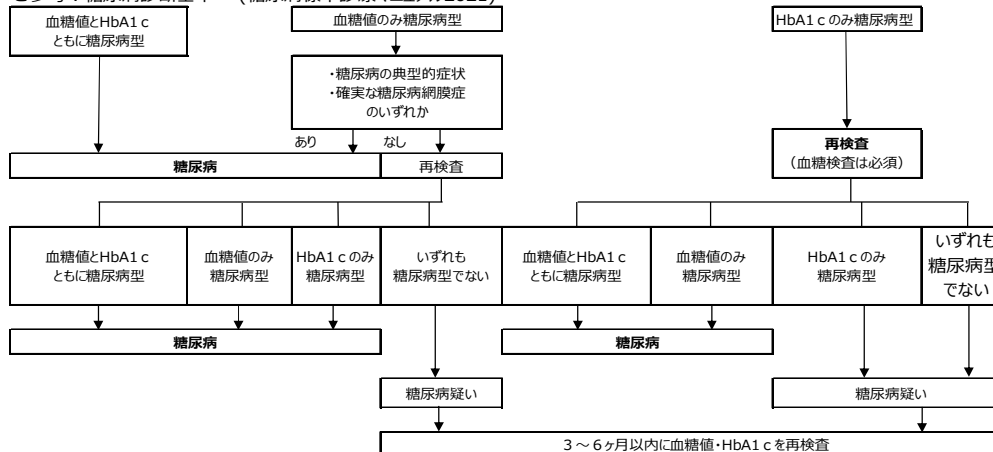 血糖値とHbA1c
ともに糖尿病型
血糖値のみ糖尿病型
HbA1cのみ糖尿病型
・糖尿病の典型的症状
・確実な糖尿病網膜症
のいずれか
あり
なし
糖尿病
再検査
再検査
（血糖検査は必須）
血糖値とHbA1c
ともに糖尿病型
血糖値のみ
糖尿病型
HbA1cのみ
糖尿病型
いずれも
糖尿病型でない
血糖値とHbA1c
ともに糖尿病型
血糖値のみ
糖尿病型
HbA1cのみ
糖尿病型
いずれも
糖尿病型
でない
糖尿病
糖尿病
糖尿病疑い
糖尿病疑い
3～6ヶ月以内に血糖値・HbA1cを再検査